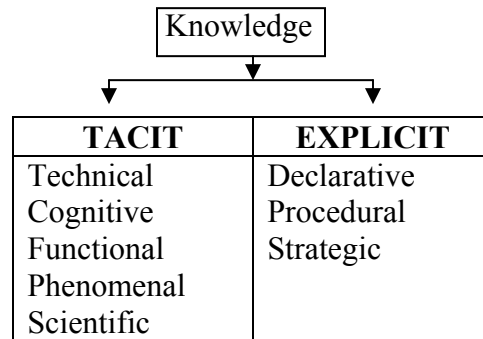 Knowledge
TACIT
Technical
Cognitive
Functional
Phenomenal
Scientific
EXPLICIT
Declarative
Procedural
Strategic